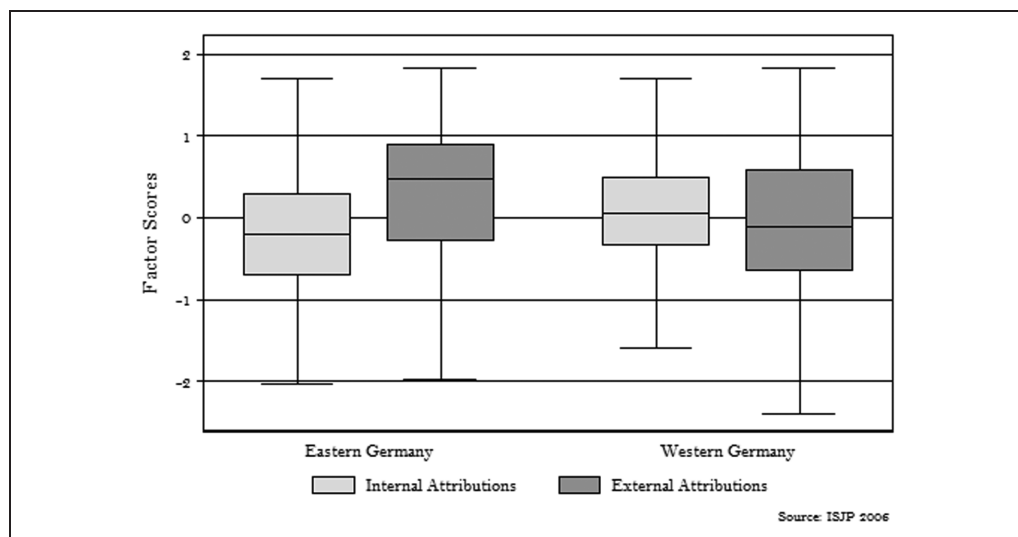 2
1
0
-1
-2
Factor Scores
Eastern Germany Western Germany
Internal Attributions External Attributions
Source: ISJP 2006